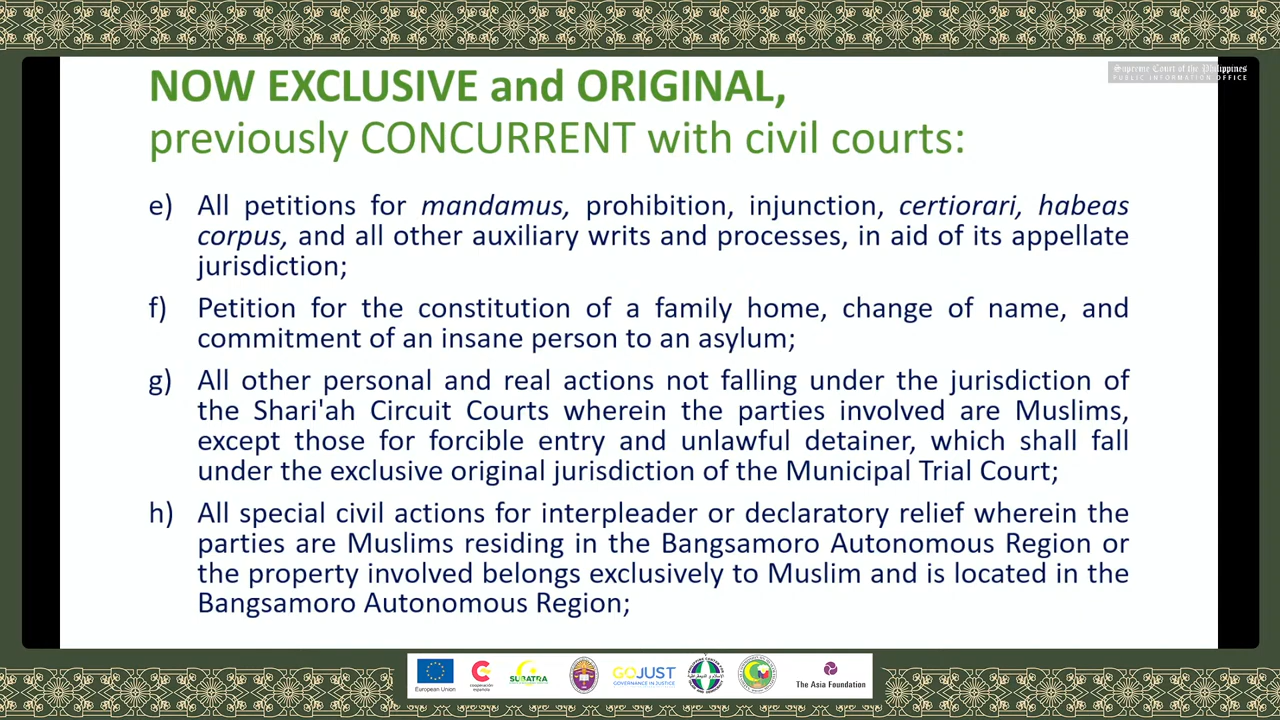 NOW EXCLUSIVE and ORIGINAL,
previously CONCURRENT with civil courts:
Supreme Court of the Philippines
PUBLIC INFORMATION OFFICE
e) All petitions for mandamus, prohibition, injunction, certiorari, habeas
corpus, and all other auxiliary writs and processes, in aid of its appellate
jurisdiction;
f) Petition for the constitution of a family home, change of name, and
commitment of an insane person to an asylum;
g) All other personal and real actions not falling under the jurisdiction of
the Shari'ah Circuit Courts wherein the parties involved are Muslims,
except those for forcible entry and unlawful detainer, which shall fall
under the exclusive original jurisdiction of the Municipal Trial Court;
h) All special civil actions for interpleader or declaratory relief wherein the
parties are Muslims residing in the Bangsamoro Autonomous Region or
the property involved belongs exclusively to Muslim and is located in the
Bangsamoro Autonomous Region;
European Union
cooperación
española
SUBATRA
GOJUST
GOVERNANCE IN JUSTICE
The Asia Foundation